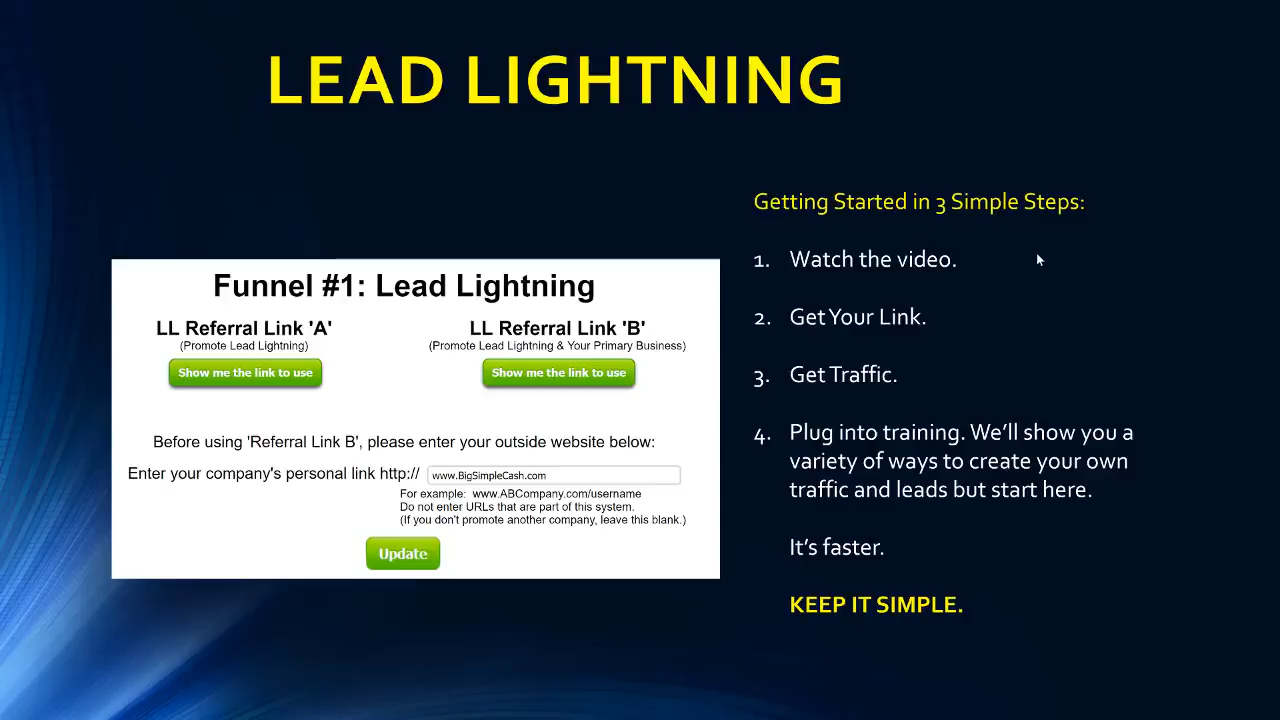 LEAD LIGHTNING
Funnel #1: Lead Lightning
LL Referral Link 'A'
(Promote Lead Lightning)
Show me the link to use
LL Referral Link 'B'
(Promote Lead Lightning & Your Primary Business)
Show me the link to use
Before using 'Referral Link B', please enter your outside website below:
Enter your company's personal link http://
www.BigSimpleCash.com
For example: www.ABCompany.com/username
Do not enter URLs that are part of this system.
(If you don't promote another company, leave this blank.)
Update
Getting Started in 3 Simple Steps:
1. Watch the video.
2. Get Your Link.
3. Get Traffic.
4. Plug into training. We’ll show you a
variety of ways to create your own
traffic and leads but start here.
It’s faster.
KEEP IT SIMPLE.